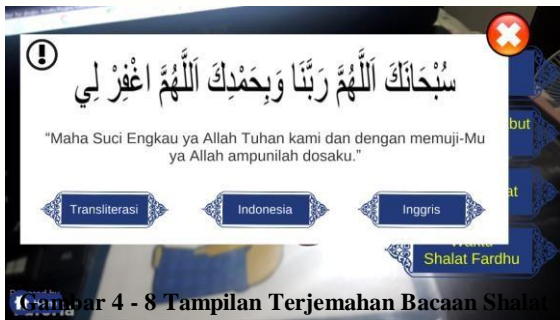 سُبْحَانَكَ اَللَّهُمَّ رَبَّنَا وَبِحَمْدِكَ اَللَّهُمَّ اغْفِرْ لِي
“Maha Suci Engkau ya Allah Tuhan kami dan dengan memuji-Mu
ya Allah ampunilah dosaku.”
Transliterasi
Indonesia
Inggris
but
at
Shalat Fardhu
Gambar 4 - 8 Tampilan Terjemahan Bacaan Shalat